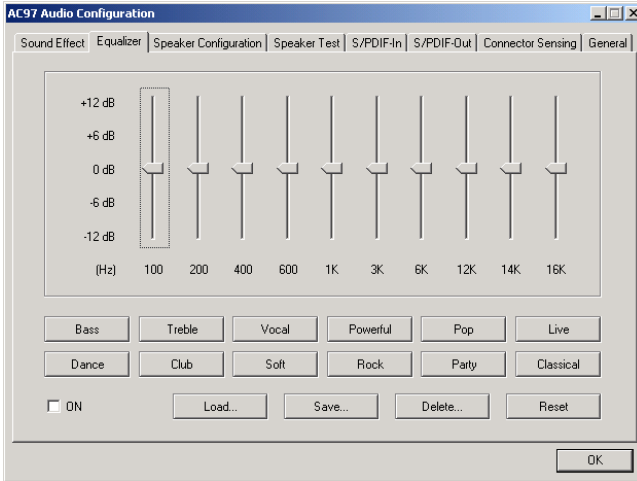 AC97 Audio Configuration
Sound Effect Equalizer Speaker Configuration Speaker Test S/PDIF-In S/PDIF-Out Connector Sensing General
+12 dB
+6 dB
0 dB
-6 dB
-12 dB
(Hz) 100 200 400 600 1K 3K 6K 12K 14K 16K
Bass Treble Vocal Powerful Pop Live
Dance Club Soft Rock Party Classical
ON Load... Save... Delete... Reset
OK